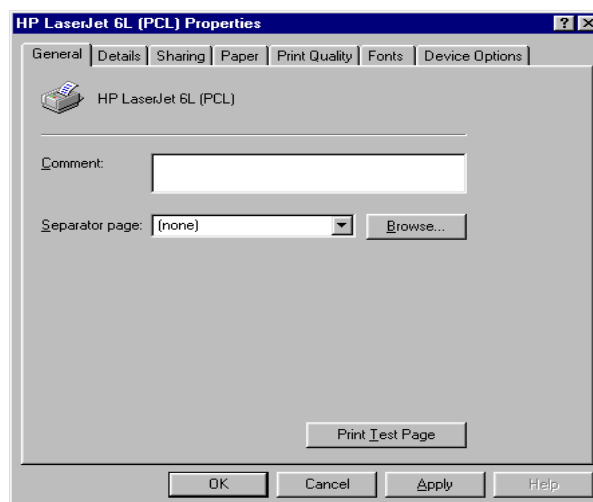 HP LaserJet 6L (PCL) Properties
General Details Sharing Paper Print Quality Fonts Device Options
HP LaserJet 6L (PCL)
Comment:
Separator page: (none) Browse...
Print Test Page
OK Cancel Apply Help